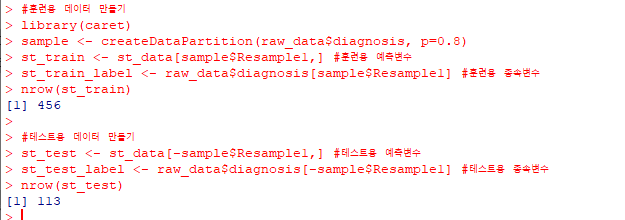 > #훈련용 데이터 만들기
> library(caret)
> sample <- createDataPartition(raw_data$diagnosis, p=0.8)
> st_train <- st_data[sample$Resample1,] #훈련용 예측변수
> st_train_label <- raw_data$diagnosis[sample$Resample1] #훈련용 종속변수
> nrow(st_train)
[1] 456
>
> #테스트용 데이터 만들기
> st_test <- st_data[-sample$Resample1,] #테스트용 예측변수
> st_test_label <- raw_data$diagnosis[-sample$Resample1] #테스트용 종속변수
> nrow(st_test)
[1] 113
>